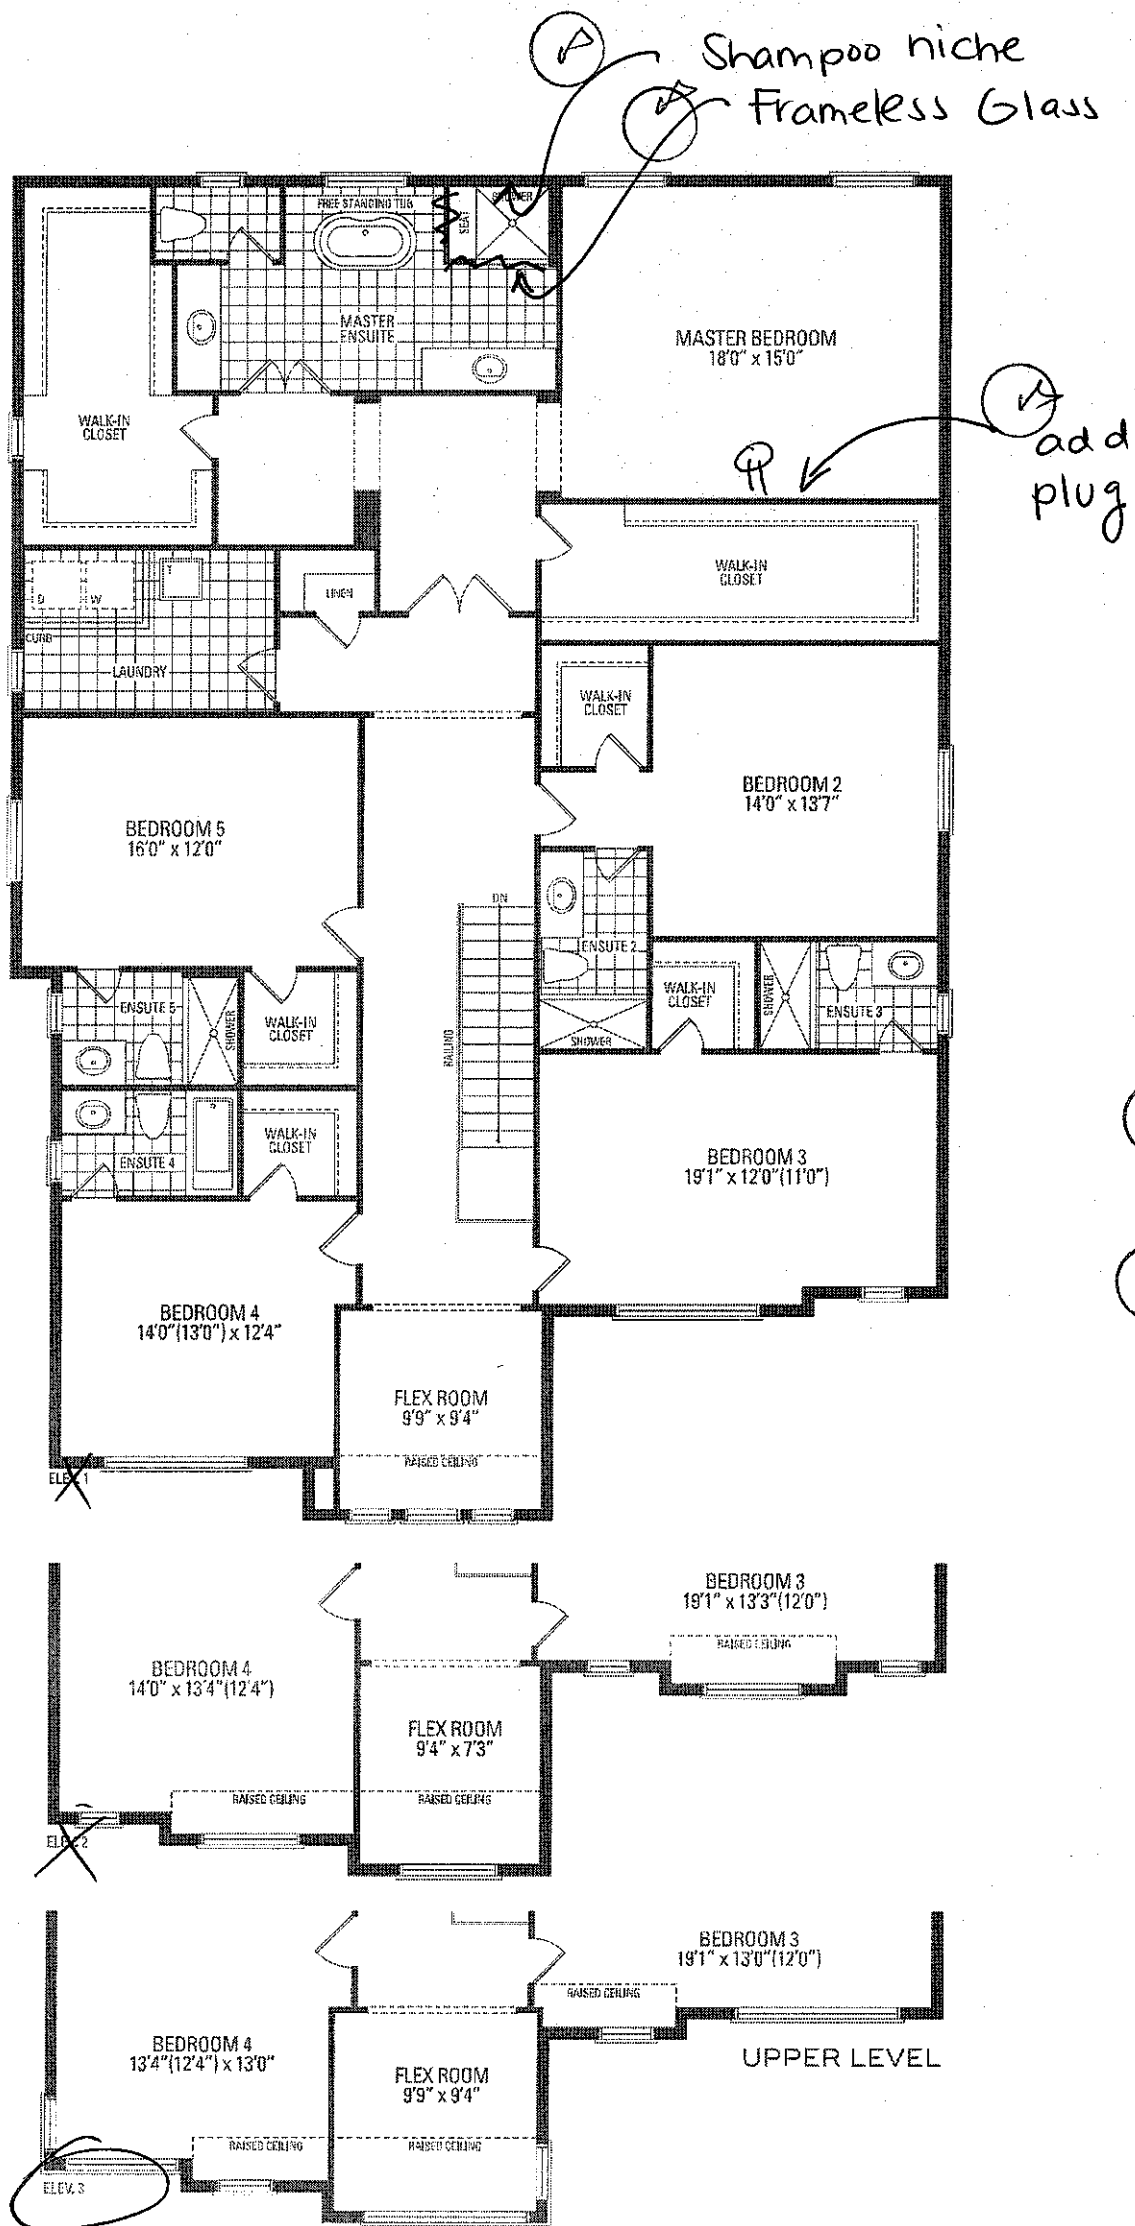 Shampoo niche
Frameless Glass
FREE STANDING TUB
SHOWER
SEAT
MASTER
ENSUITE
MASTER BEDROOM
18'0" x 15'0"
WALK-IN
CLOSET
add
plug
WALK-IN
CLOSET
LINEN
D
W
T
CURB
LAUNDRY
WALK-IN
CLOSET
BEDROOM 2
14'0" x 13'7"
BEDROOM 5
16'0" x 12'0"
DN
ENSUITE 2
WALK-IN
CLOSET
SHOWER
ENSUITE 3
ENSUITE 5
SHOWER
WALK-IN
CLOSET
RAILING
SHOWER
ENSUITE 4
WALK-IN
CLOSET
BEDROOM 3
19'1" x 12'0"(11'0")
BEDROOM 4
14'0"(13'0") x 12'4"
FLEX ROOM
9'9" x 9'4"
RAISED CEILING
ELEV. 1
BEDROOM 3
19'1" x 13'3"(12'0")
RAISED CEILING
BEDROOM 4
14'0" x 13'4"(12'4")
FLEX ROOM
9'4" x 7'3"
RAISED CEILING
RAISED CEILING
ELEV. 2
BEDROOM 3
19'1" x 13'0"(12'0")
RAISED CEILING
BEDROOM 4
13'4"(12'4") x 13'0"
FLEX ROOM
9'9" x 9'4"
UPPER LEVEL
RAISED CEILING
RAISED CEILING
ELEV. 3